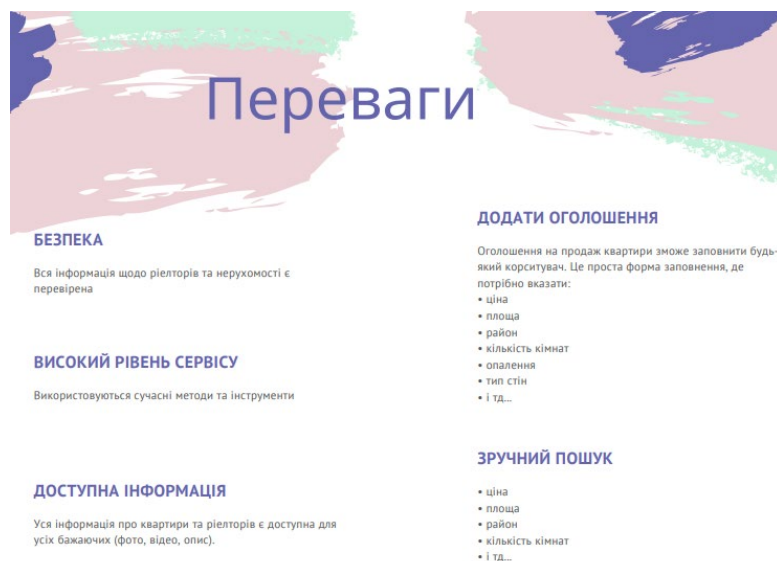 Переваги
БЕЗПЕКА
Вся інформація щодо ріелторів та нерухомості є
перевірена
ВИСОКИЙ РІВЕНЬ СЕРВІСУ
Використовуються сучасні методи та інструменти
ДОСТУПНА ІНФОРМАЦІЯ
Уся інформація про квартири та ріелторів є доступна для
усіх бажаючих (фото, відео, опис).
ДОДАТИ ОГОЛОШЕННЯ
Оголошення на продаж квартири зможе заповнити будь-
який корситувач. Це проста форма заповнення, де
потрібно вказати:
• ціна
• площа
• район
• кількість кімнат
• опалення
• тип стін
• і тд...
ЗРУЧНИЙ ПОШУК
• ціна
• площа
• район
• кількість кімнат
• і тд...